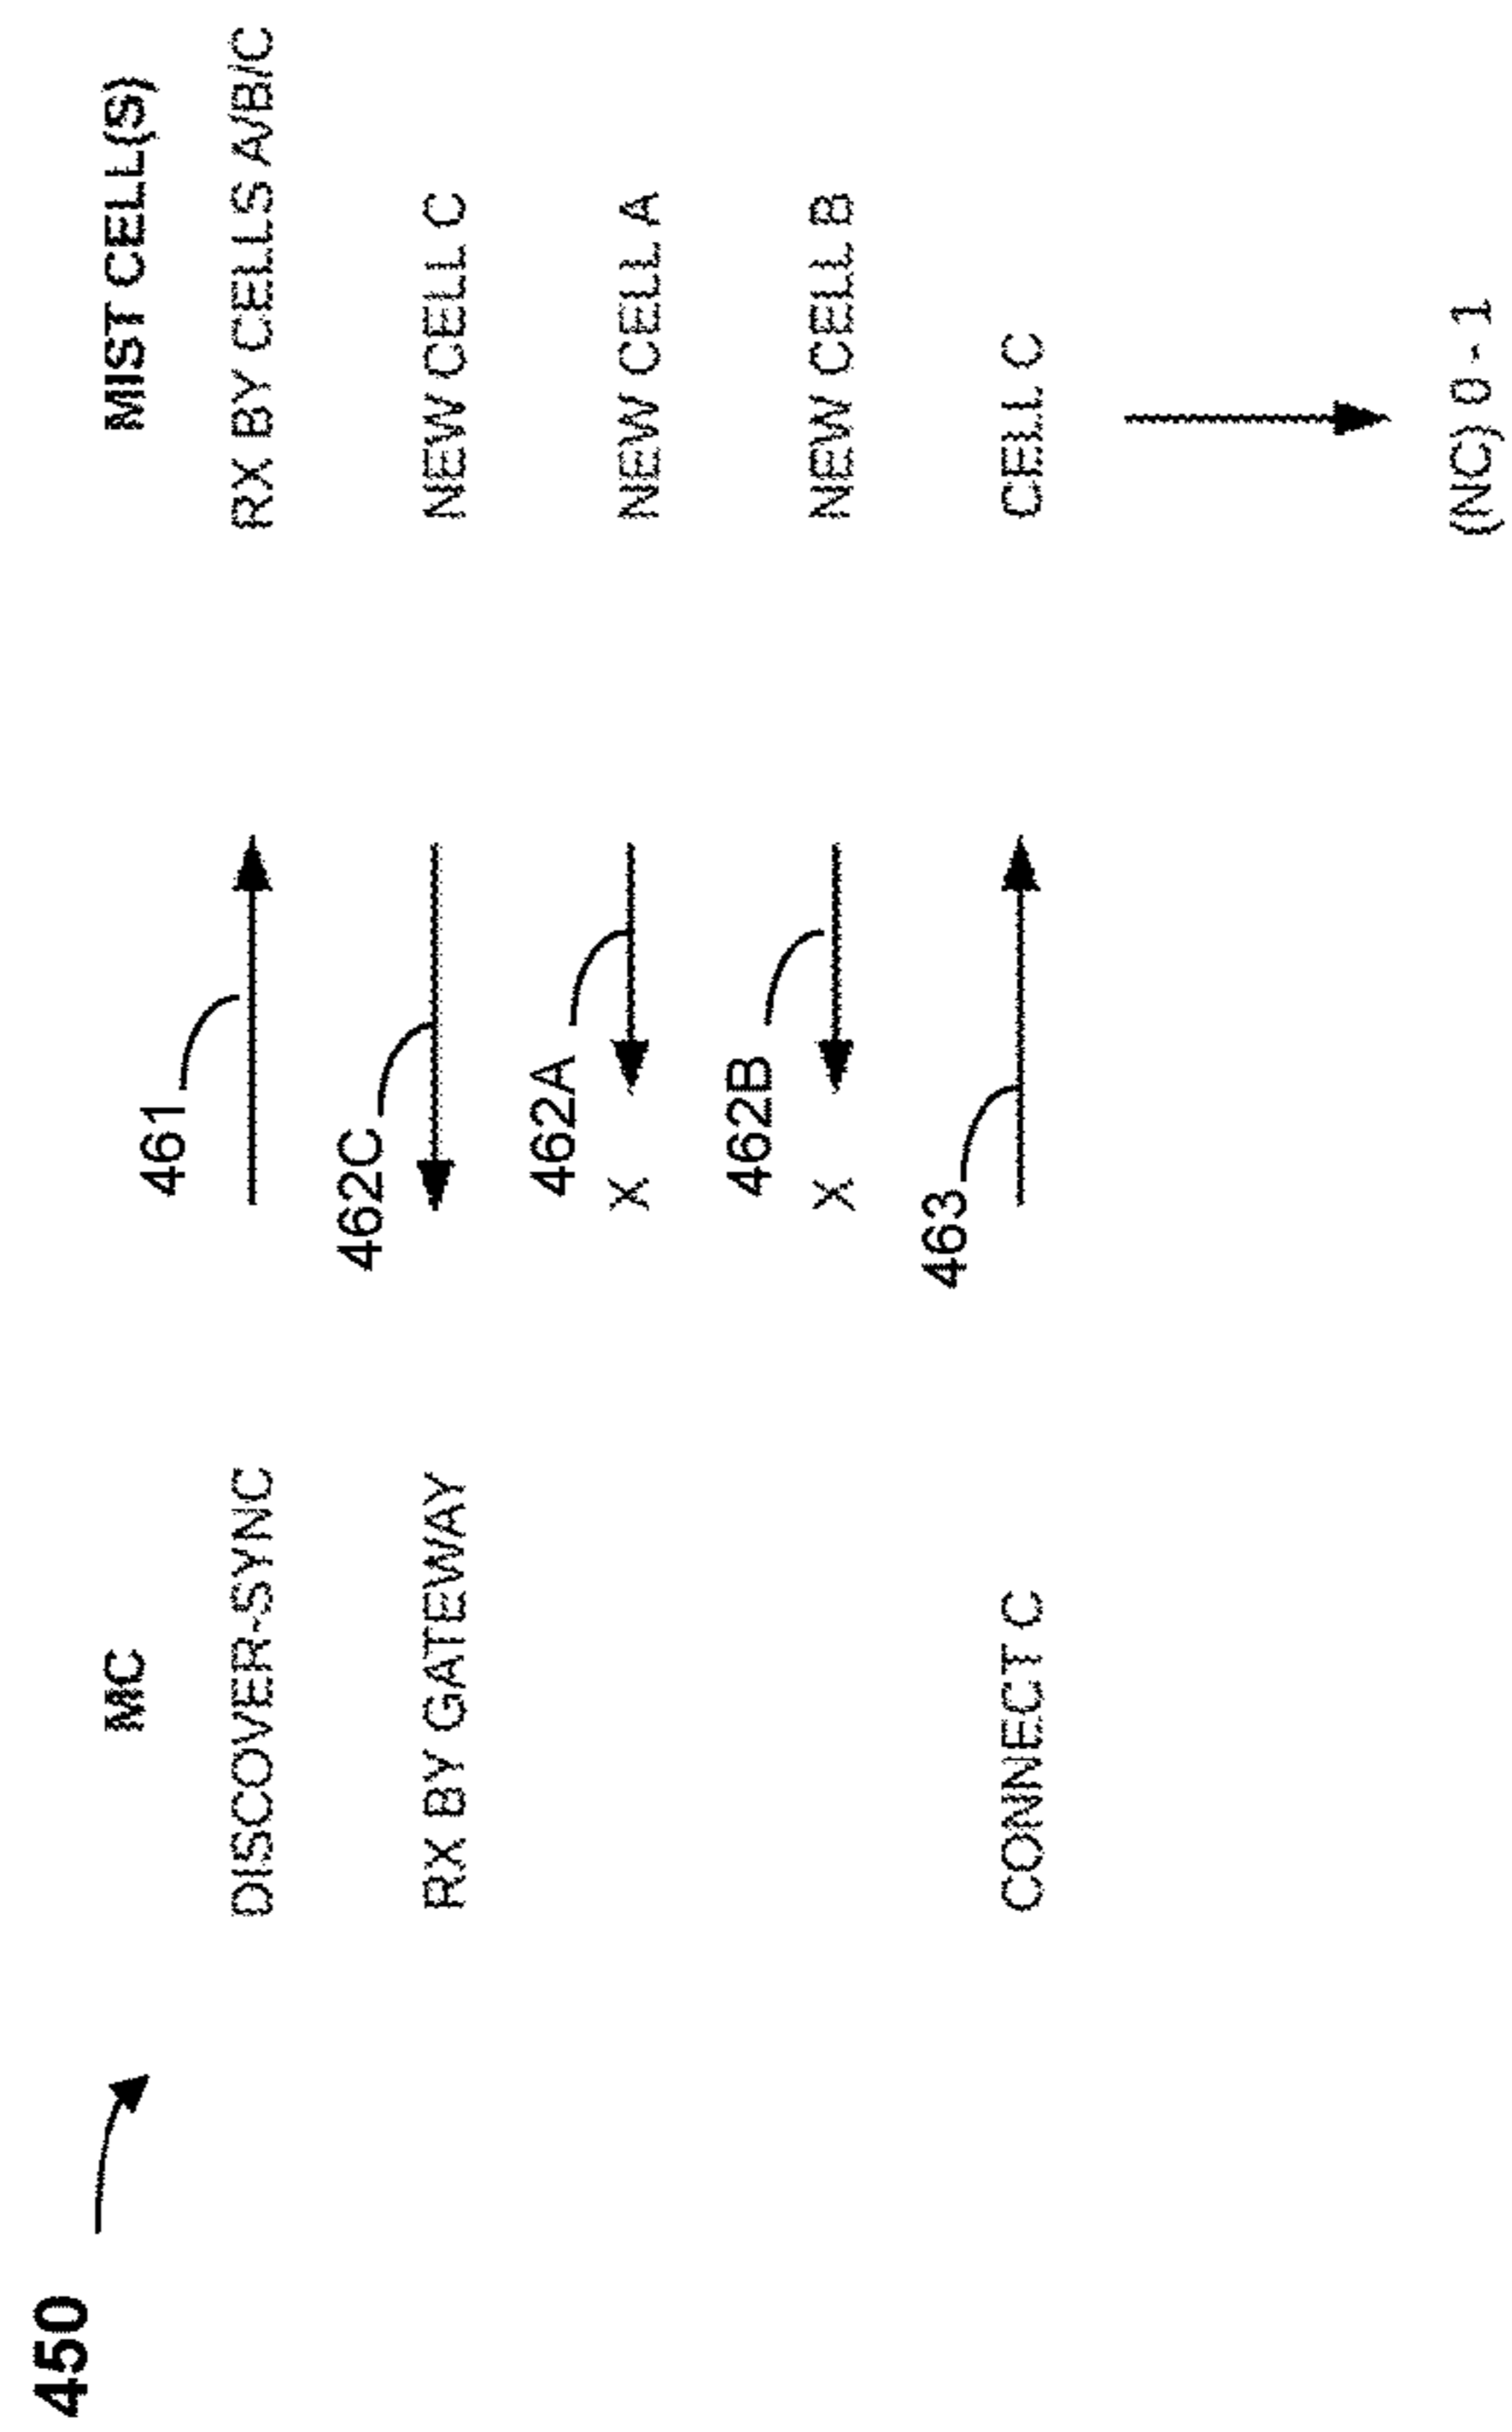 450
MC
MIST CELL(S)
461
DISCOVER-SYNC
RX BY CELLS A/B/C
462C
RX BY GATEWAY
NEW CELL C
462A
X
NEW CELL A
462B
X
NEW CELL B
463
CONNECT C
CELL C
(NC) 0 - 1